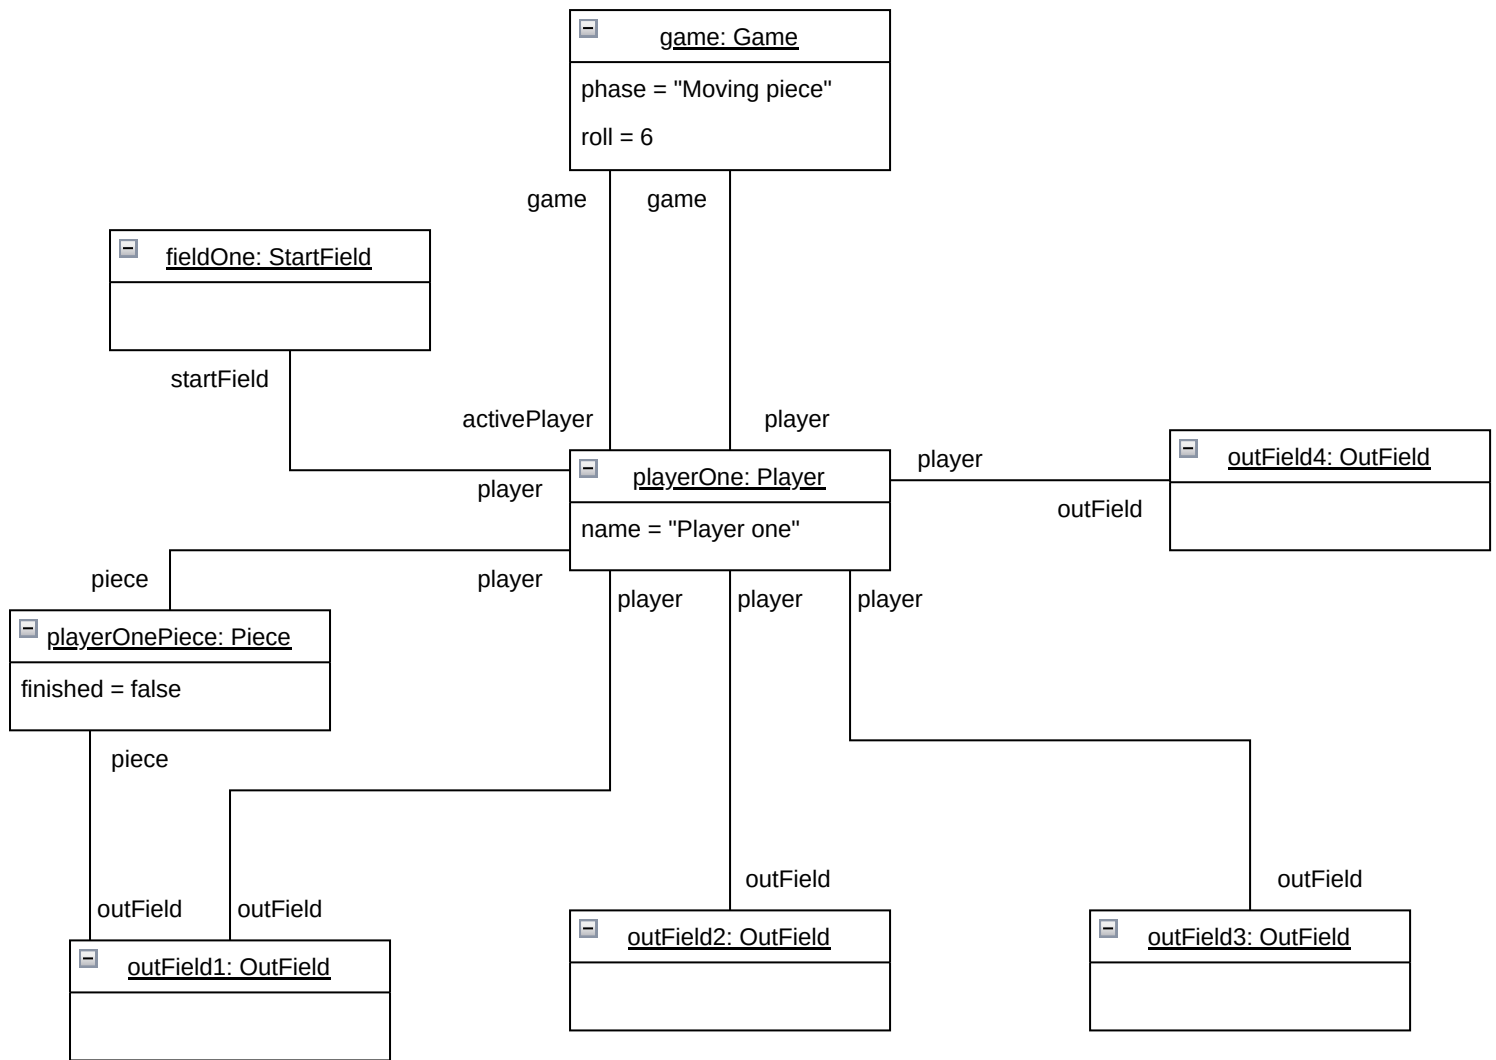 game: Game
phase = "Moving piece"
roll = 6
game
game
fieldOne: StartField
startField
activePlayer
player
player
outField4: OutField
playerOne: Player
player
outField
name = "Player one"
piece
player
player
player
player
playerOnePiece: Piece
finished = false
piece
outField
outField
outField
outField
outField2: OutField
outField3: OutField
outField1: OutField